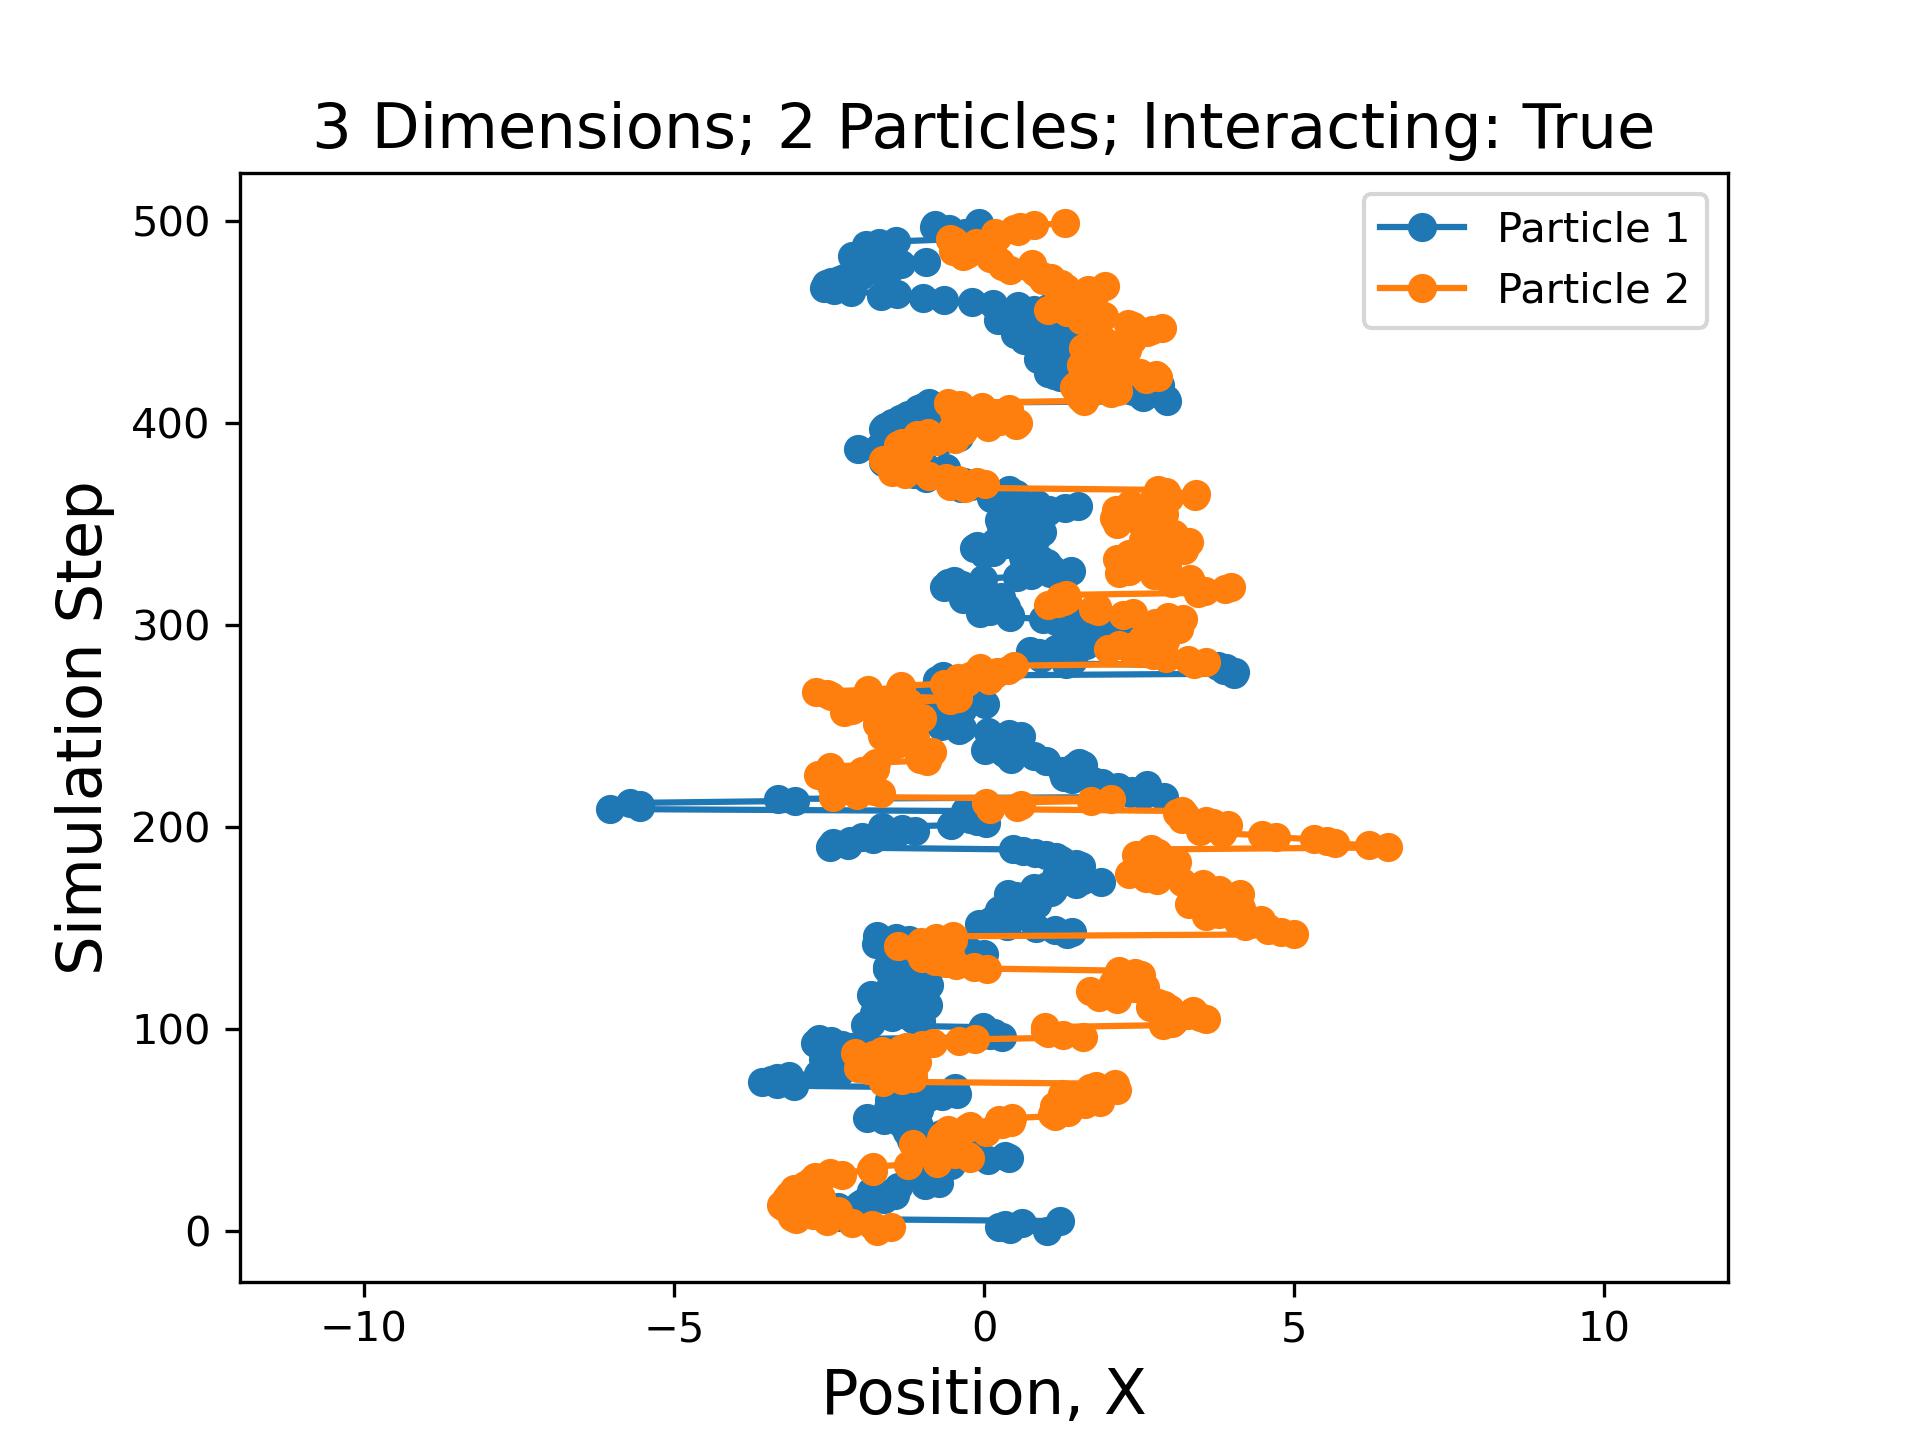 3 Dimensions; 2 Particles; Interacting: True
Particle 1
Particle 2
Simulation Step
500
400
300
200
100
0
−10
−5
0
5
10
Position, X